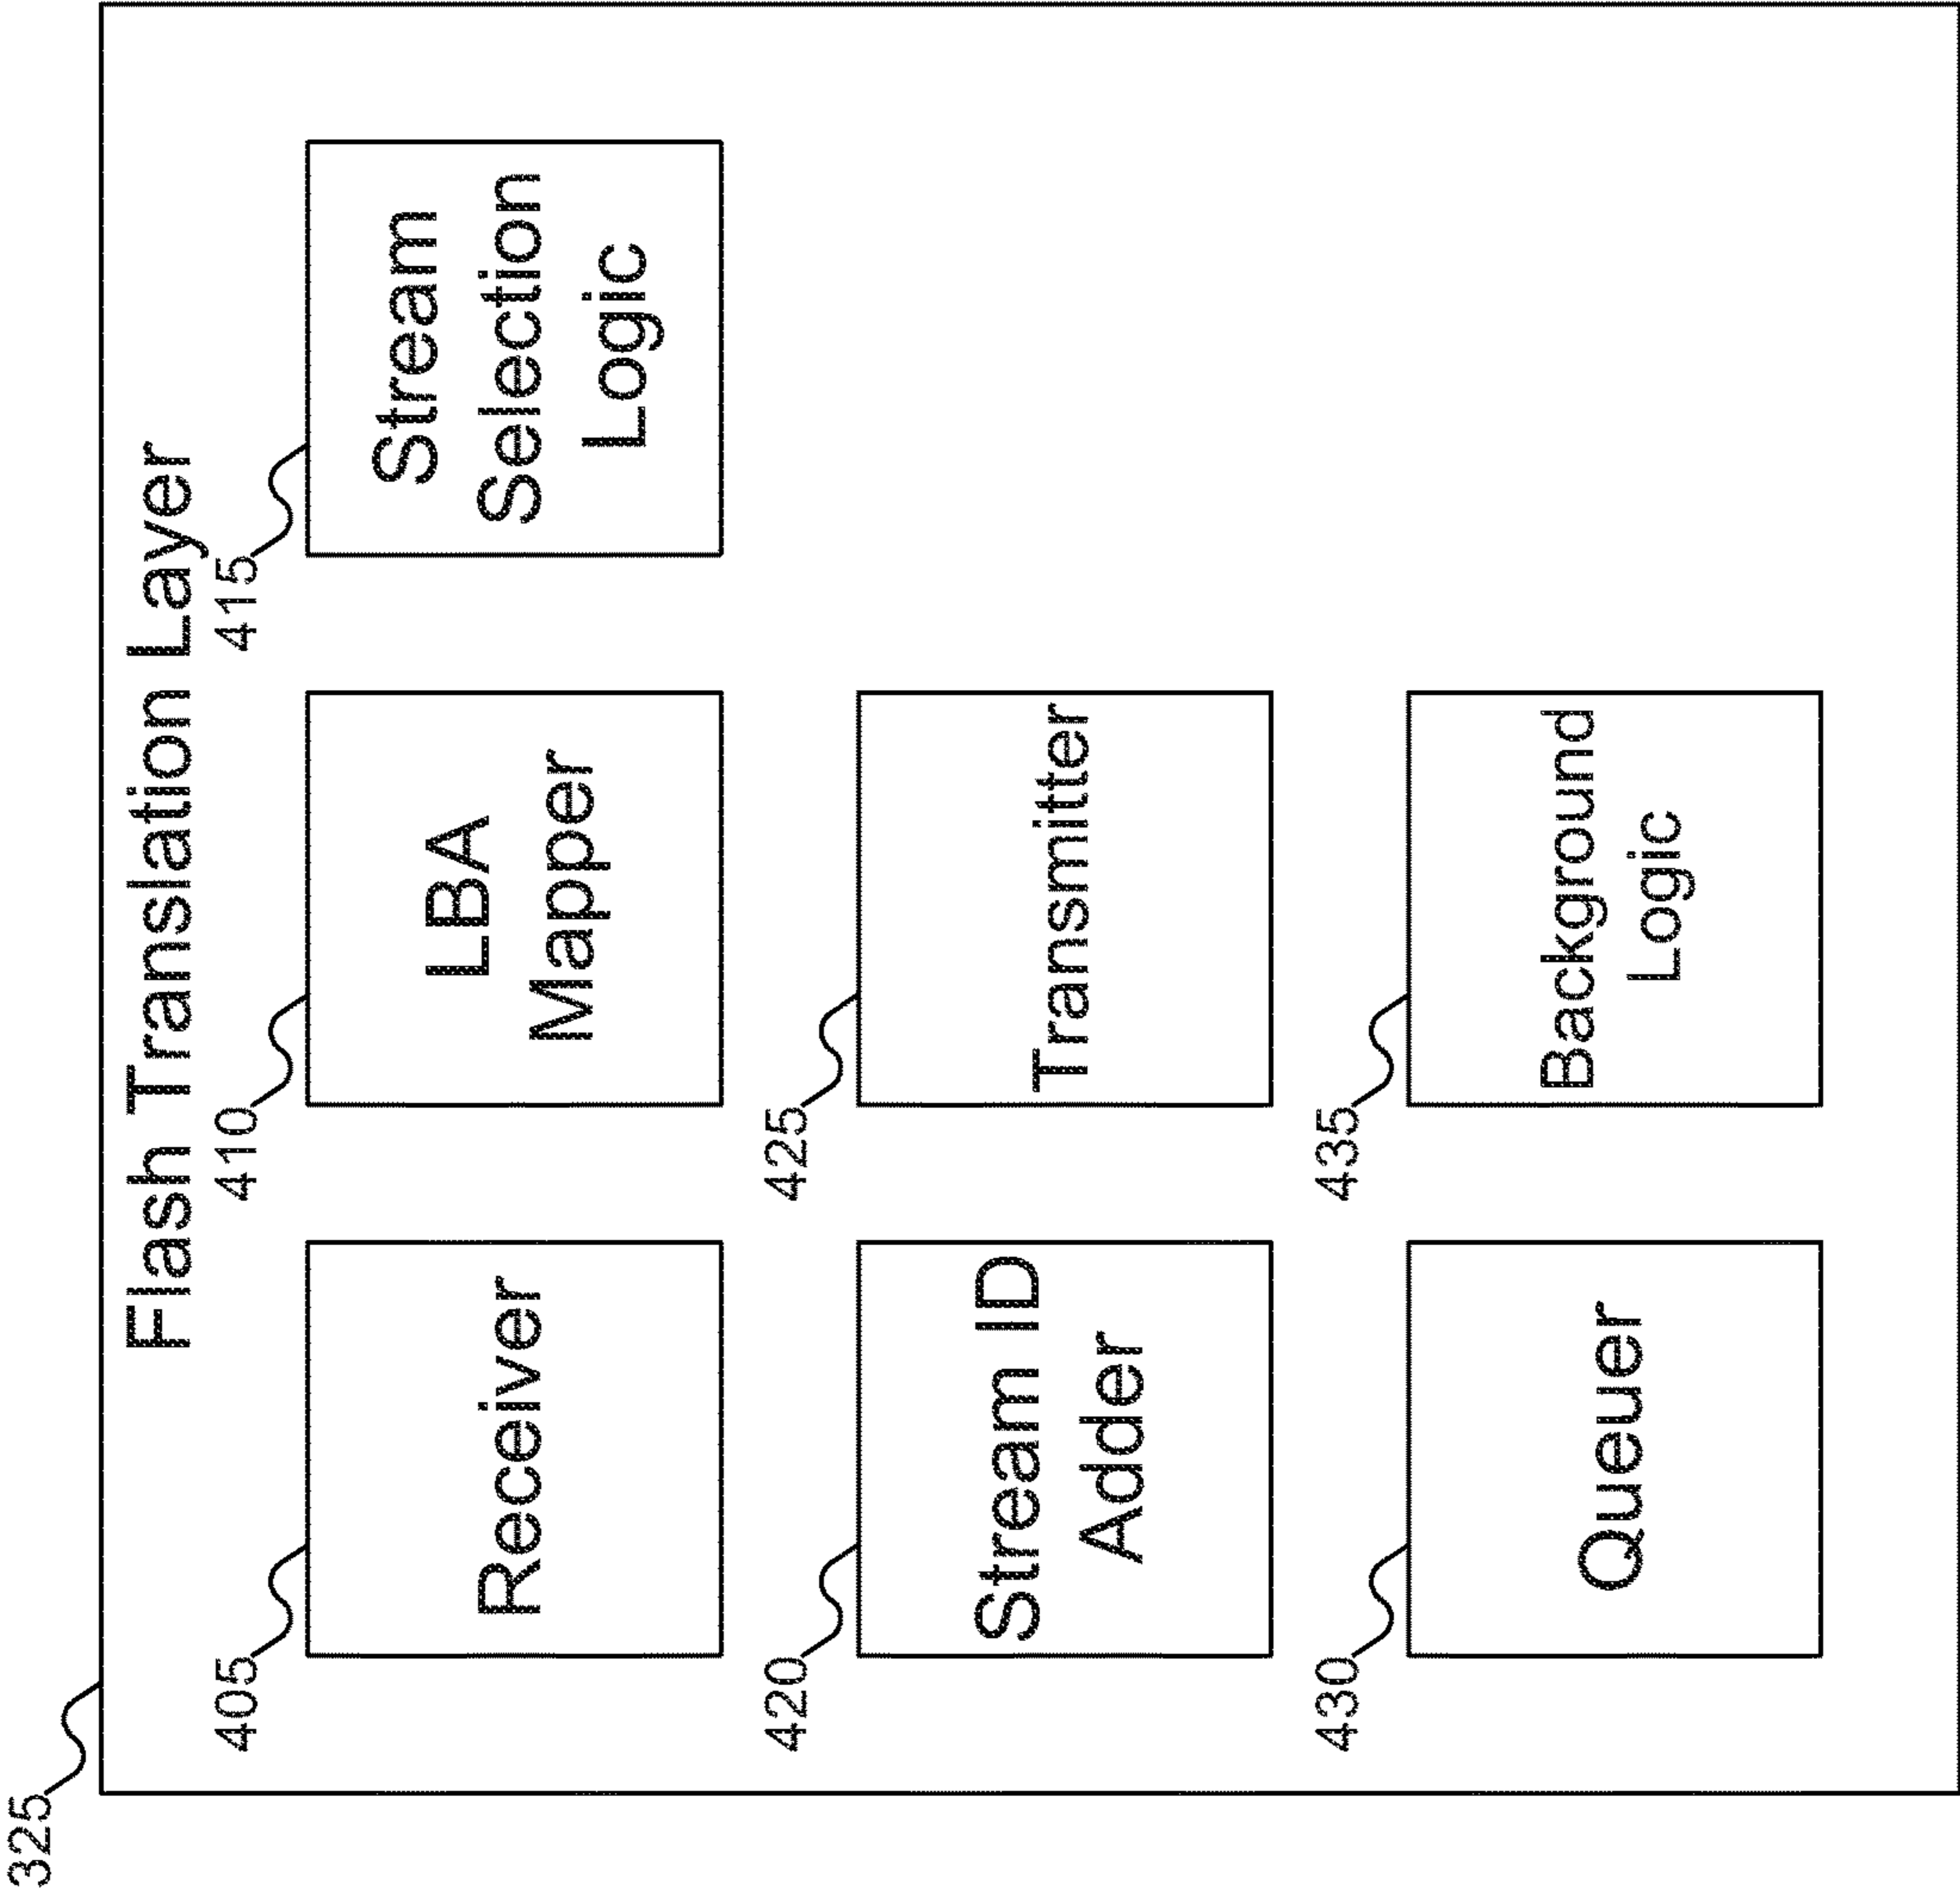 325
Flash Translation Layer
405
Receiver
410
LBA
Mapper
415
Stream
Selection
Logic
420
Stream ID
Adder
425
Transmitter
430
Queuer
435
Background
Logic